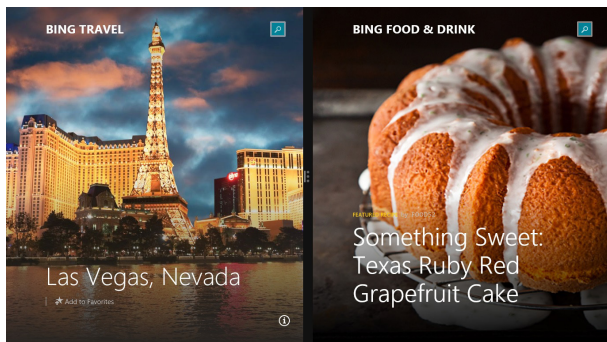 BING TRAVEL
Las Vegas, Nevada
Add to Favorites
BING FOOD & DRINK
Something Sweet:
Texas Ruby Red
Grapefruit Cake